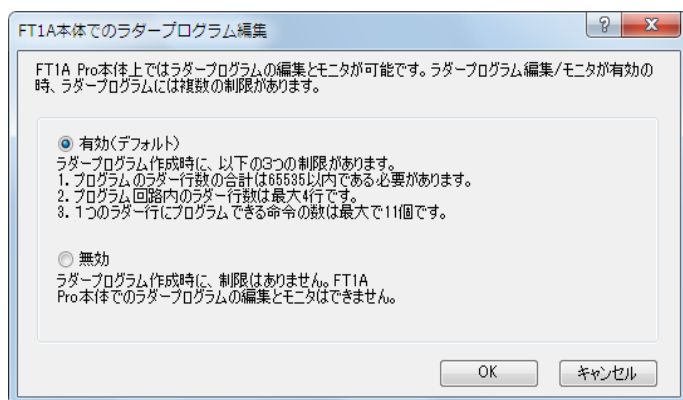 FT1A本体でのラダープログラム編集
FT1A Pro本体上ではラダープログラムの編集とモニタが可能です。ラダープログラム編集/モニタが有効の
時、ラダープログラムには複数の制限があります。
有効(デフォルト)
ラダープログラム作成時に、以下の3つの制限があります。
1. プログラムのラダー行数の合計は65535以内である必要があります。
2. プログラム回路内のラダー行数は最大4行です。
3. 1つのラダー行にプログラムできる命令の数は最大で11個です。
無効
ラダープログラム作成時に、制限はありません。FT1A
Pro本体でのラダープログラムの編集とモニタはできません。
OK
キャンセル